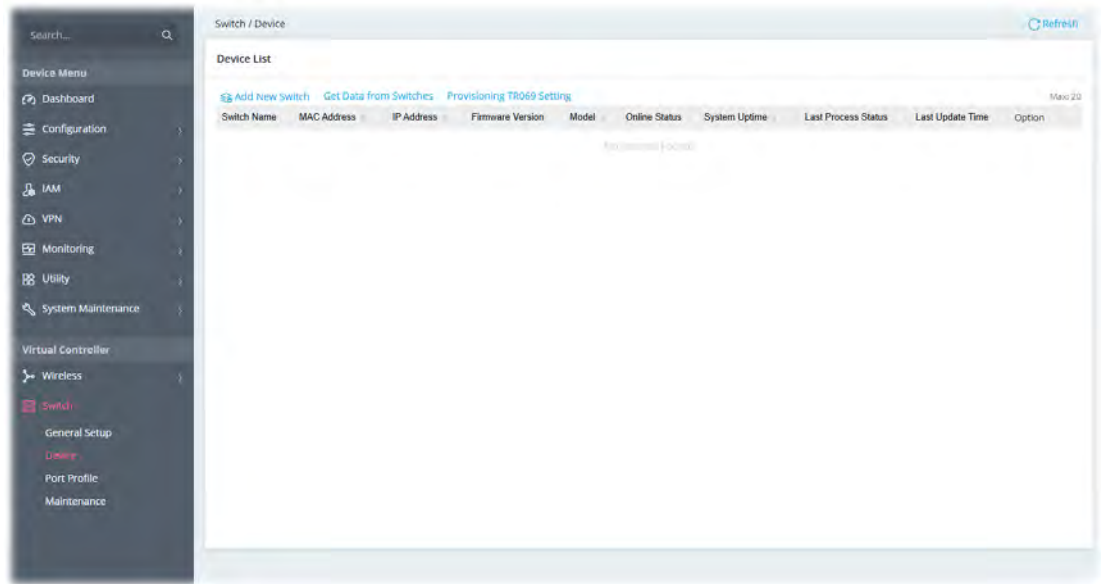 Search...
Device Menu
Dashboard
Configuration
Security
IAM
VPN
Monitoring
Utility
System Maintenance
Virtual Controller
Wireless
Switch
General Setup
Device
Port Profile
Maintenance
Switch / Device
Refresh
Device List
Add New Switch Get Data from Switches Provisioning TR069 Setting
Max: 20
Switch Name MAC Address IP Address Firmware Version Model Online Status System Uptime Last Process Status Last Update Time Option